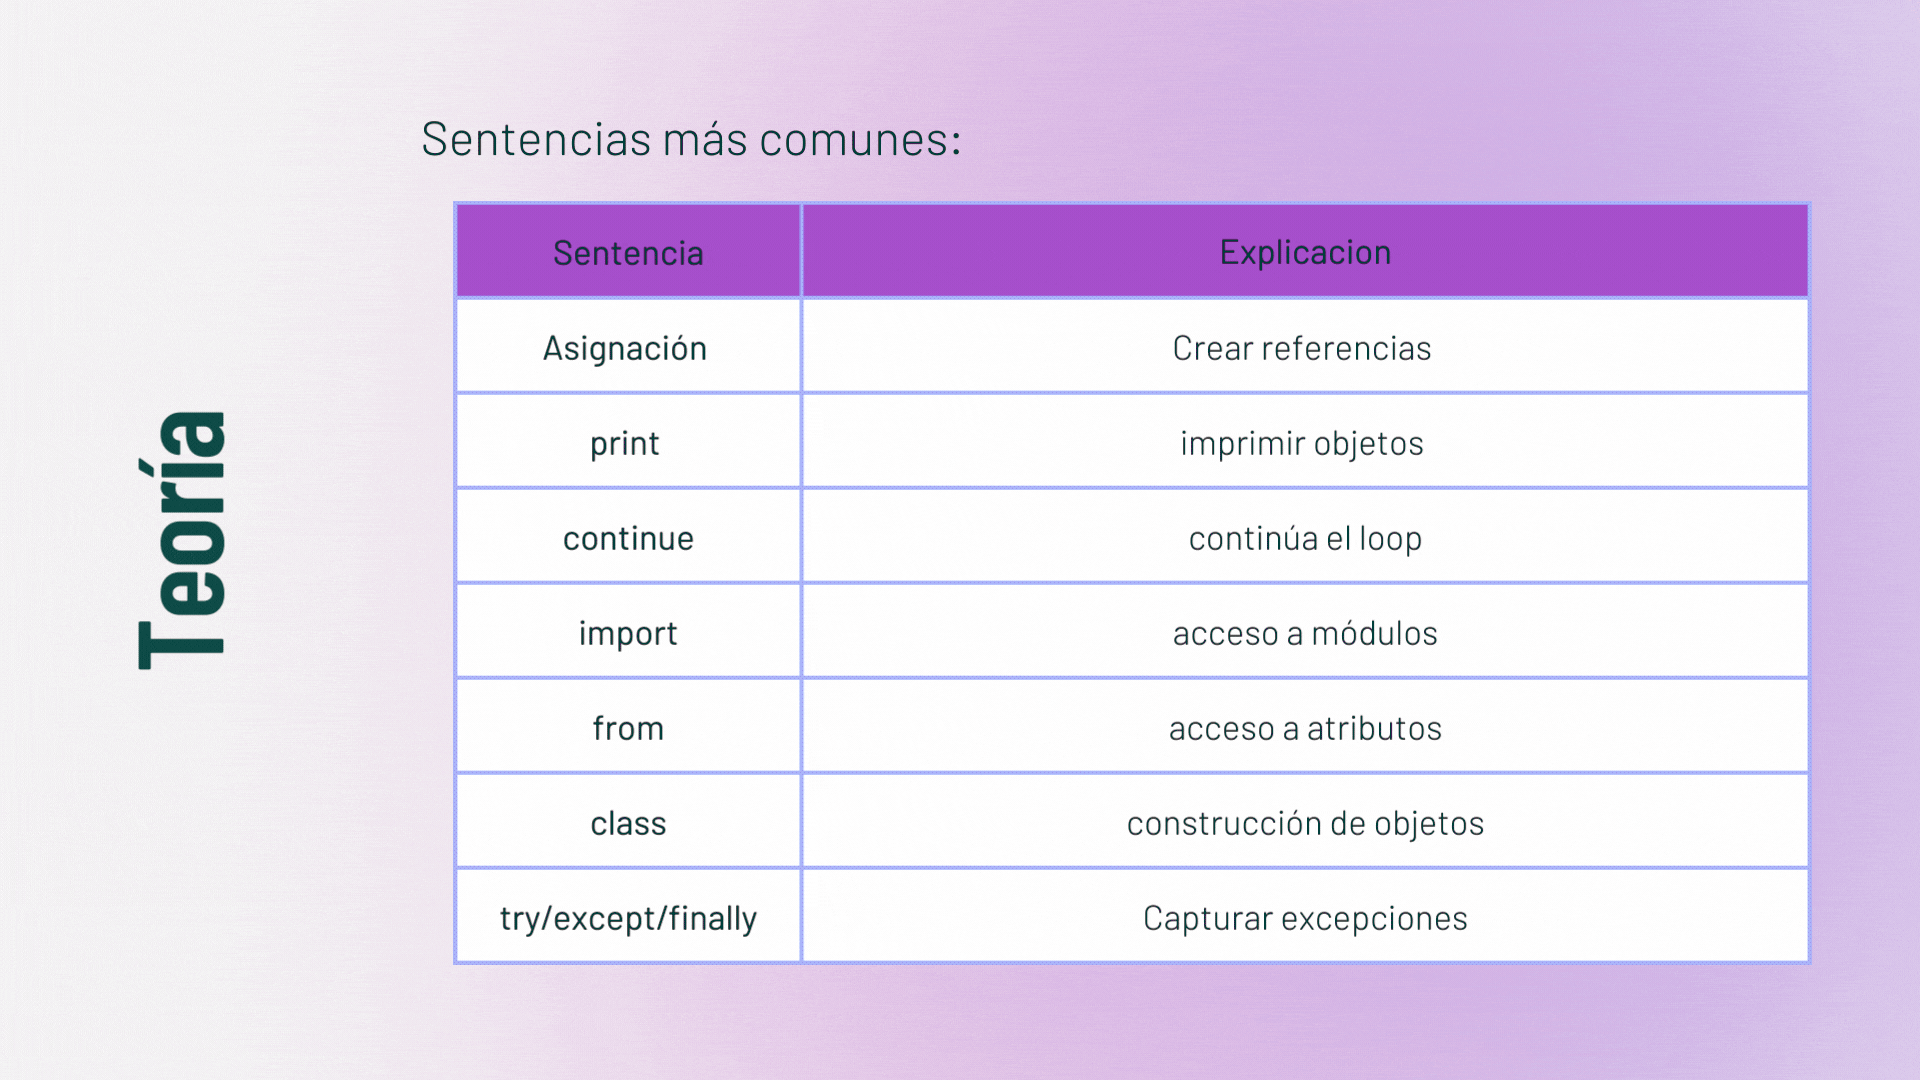 Teoría
Sentencias más comunes:
Sentencia Explicacion
Asignación Crear referencias
print imprimir objetos
continue continúa el loop
import acceso a módulos
from acceso a atributos
class construcción de objetos
try/except/finally Capturar excepciones